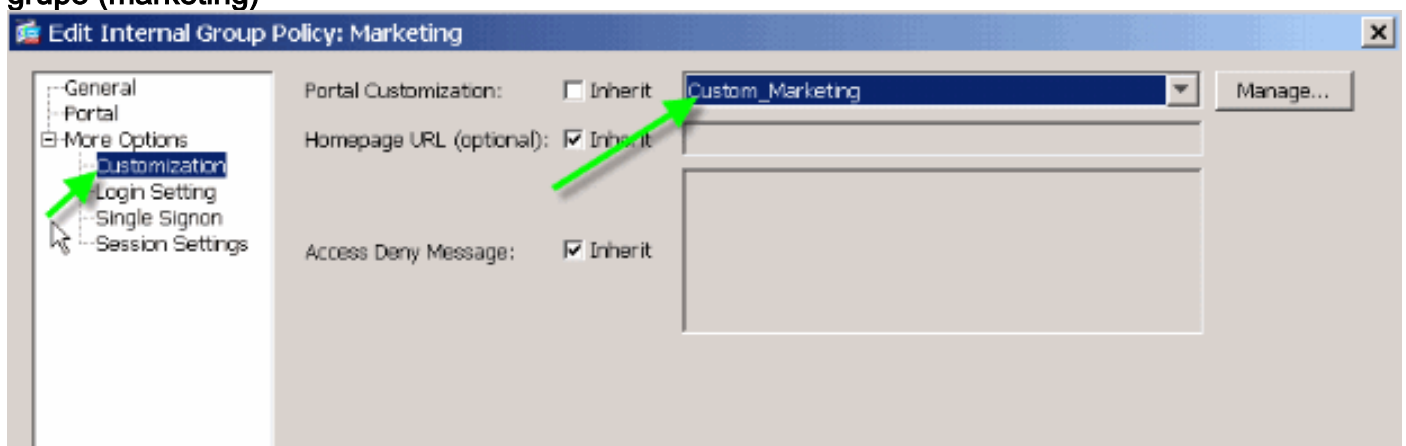 grupo (marketing)
Edit Internal Group Policy: Marketing
General
Portal
More Options
Customization
Login Setting
Single Signon
Session Settings
Portal Customization: Inherit Custom_Marketing Manage...
Homepage URL (optional): Inherit
Access Deny Message: Inherit